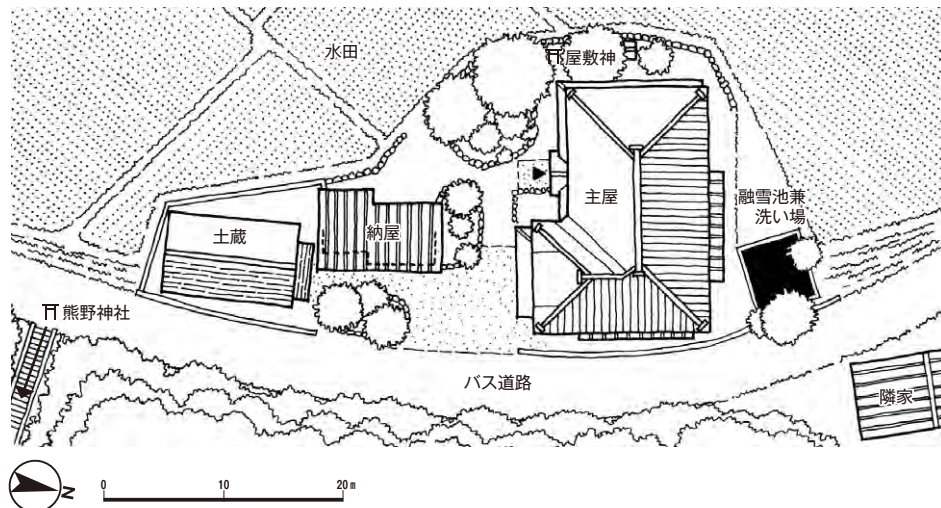 水田
屋敷神
主屋
融雪池兼
洗い場
土蔵
納屋
熊野神社
バス道路
隣家
N
0 10 20m